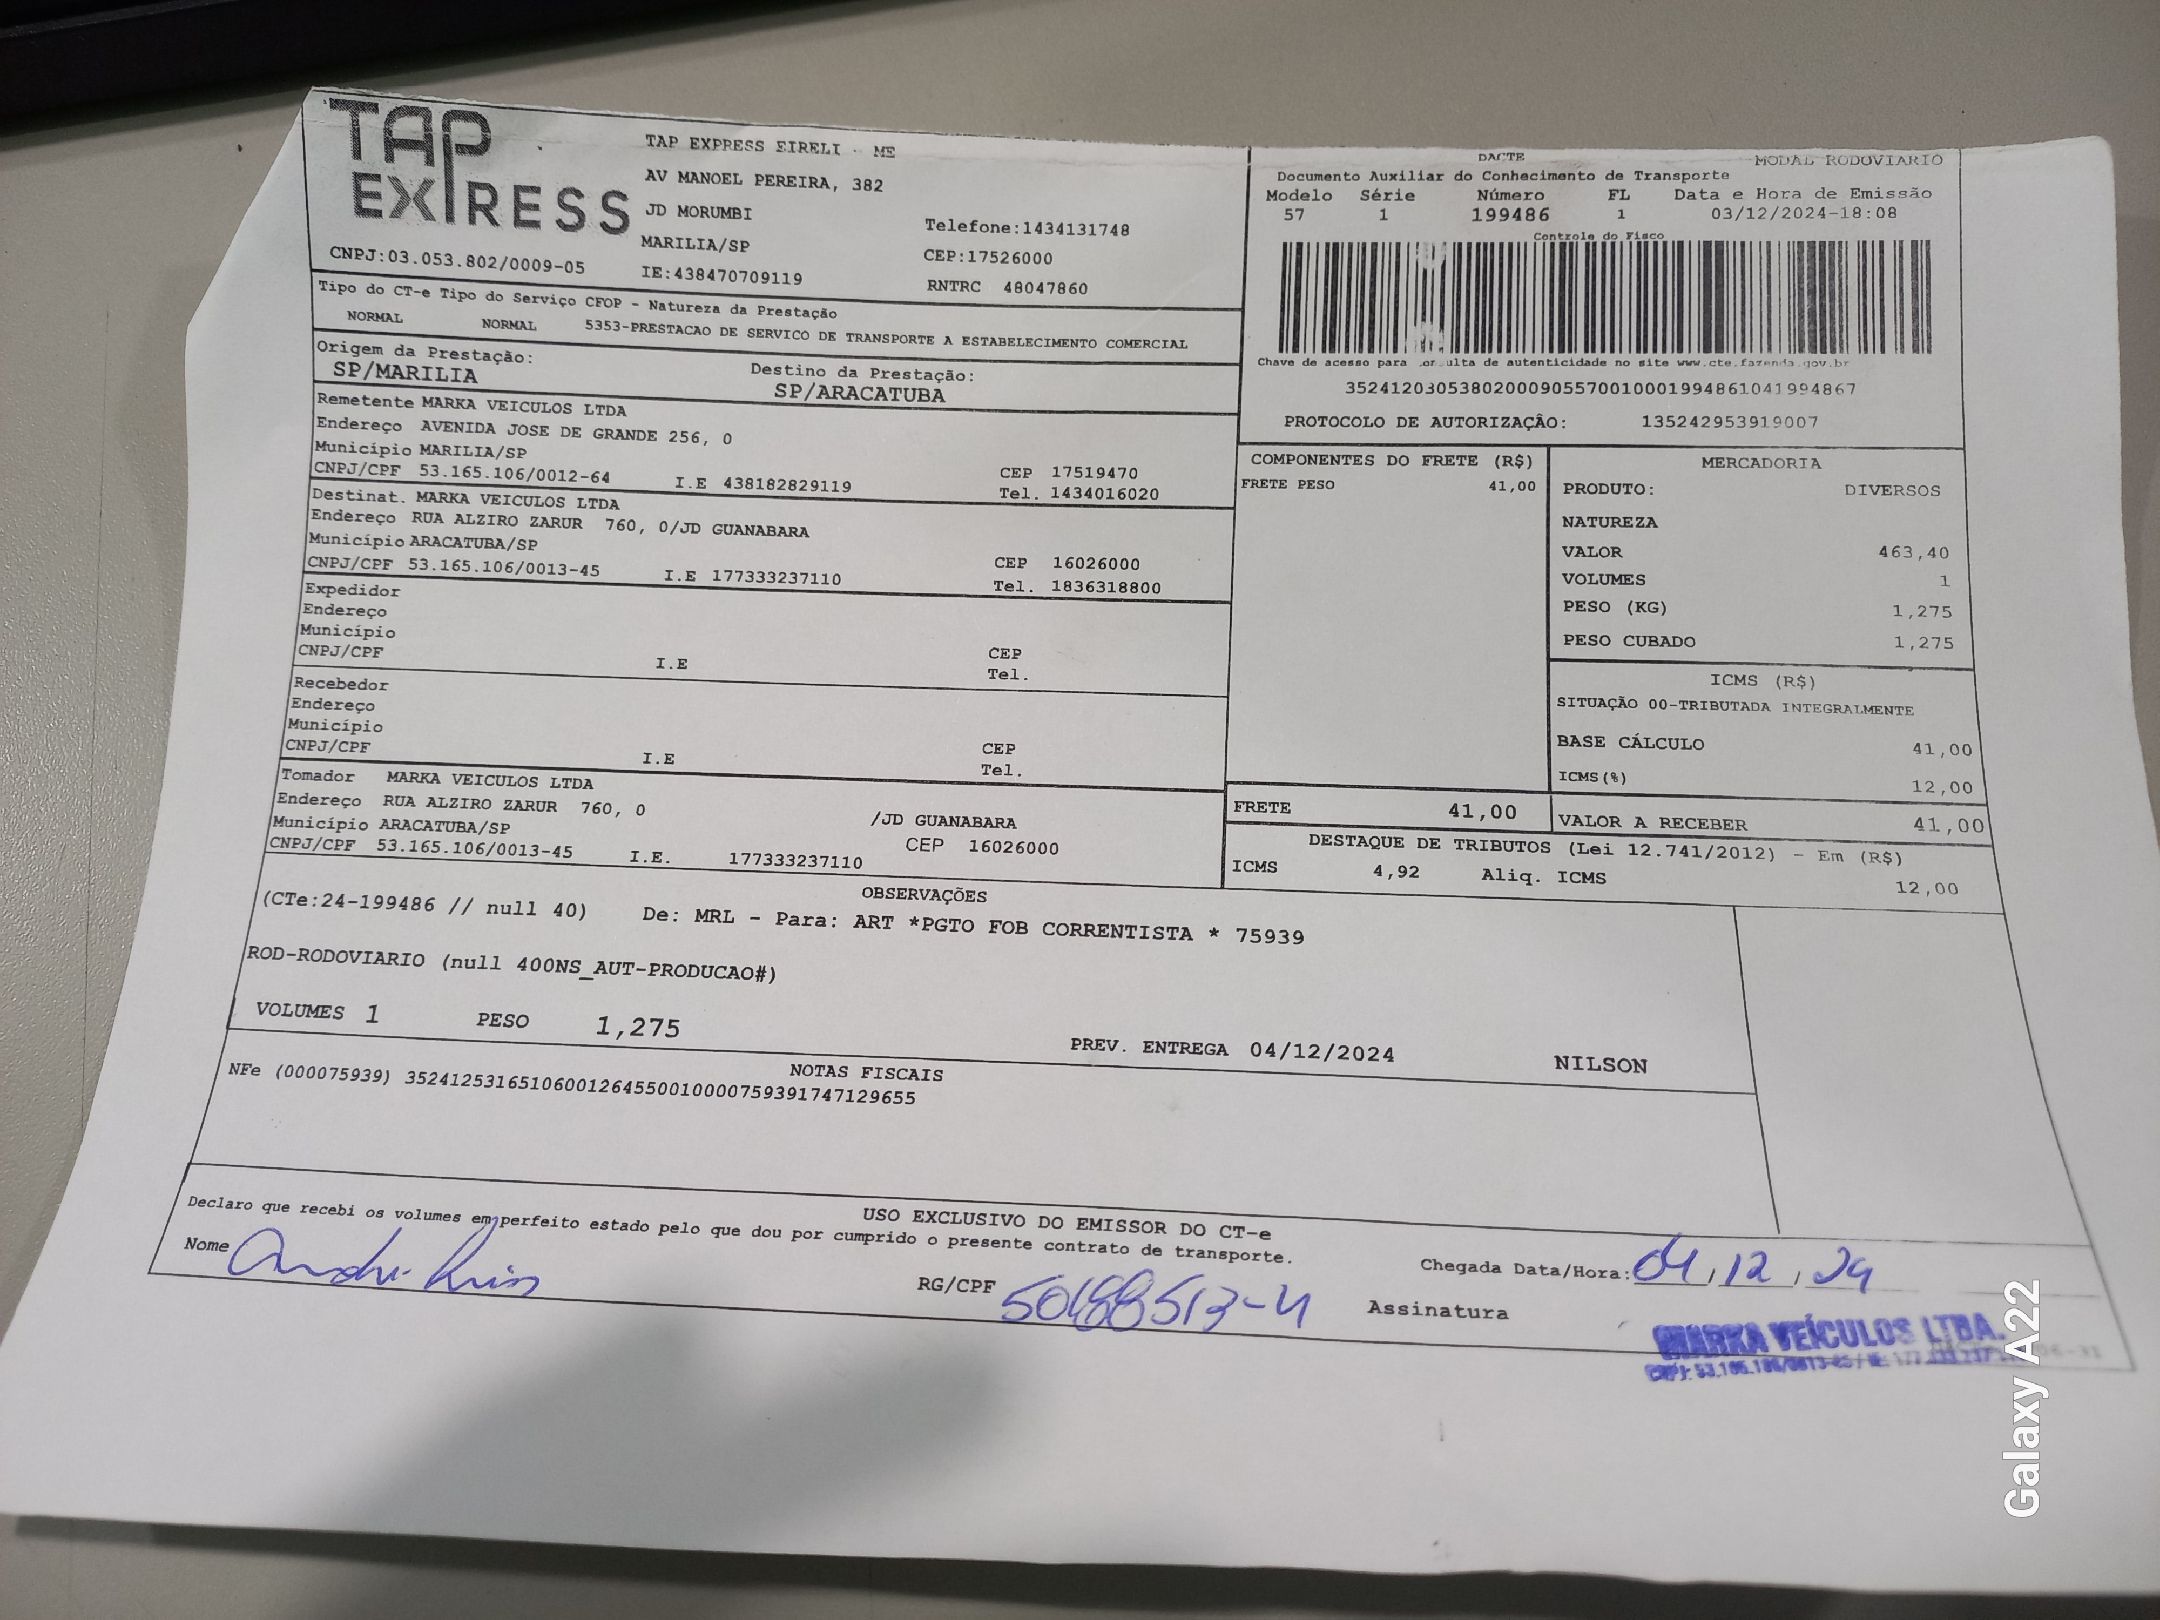 TAP EXPRESS
TAP EXPRESS EIRELI - ME
AV MANOEL PEREIRA, 382
JD MORUMBI
MARILIA/SP
IE:438470709119
Telefone:1434131748
CEP:17526000
RNTRC 48047860
CNPJ:03.053.802/0009-05
DACTE
MODAL RODOVIARIO
Documento Auxiliar do Conhecimento de Transporte
Modelo Série Número FL Data e Hora de Emissão
57 1 199486 1 03/12/2024-18:08
Controle do Fisco
Chave de acesso para consulta de autenticidade no site www.cte.fazenda.gov.br
35241203053802000905570010001994861041994867
PROTOCOLO DE AUTORIZAÇÃO: 135242953919007
Tipo do CT-e Tipo do Serviço CFOP - Natureza da Prestação
NORMAL NORMAL 5353-PRESTACAO DE SERVICO DE TRANSPORTE A ESTABELECIMENTO COMERCIAL
Origem da Prestação: Destino da Prestação:
SP/MARILIA SP/ARACATUBA
Remetente MARKA VEICULOS LTDA
Endereço AVENIDA JOSE DE GRANDE 256, 0
Município MARILIA/SP CEP 17519470
CNPJ/CPF 53.165.106/0012-64 I.E 438182829119 Tel. 1434016020
Destinat. MARKA VEICULOS LTDA
Endereço RUA ALZIRO ZARUR 760, 0/JD GUANABARA
Município ARACATUBA/SP CEP 16026000
CNPJ/CPF 53.165.106/0013-45 I.E 177333237110 Tel. 1836318800
Expedidor
Endereço
Município CEP
CNPJ/CPF I.E Tel.
Recebedor
Endereço
Município CEP
CNPJ/CPF I.E Tel.
Tomador MARKA VEICULOS LTDA
Endereço RUA ALZIRO ZARUR 760, 0 /JD GUANABARA
Município ARACATUBA/SP CEP 16026000
CNPJ/CPF 53.165.106/0013-45 I.E. 177333237110
COMPONENTES DO FRETE (R$)
FRETE PESO 41,00
MERCADORIA
PRODUTO: DIVERSOS
NATUREZA
VALOR 463,40
VOLUMES 1
PESO (KG) 1,275
PESO CUBADO 1,275
ICMS (R$)
SITUAÇÃO 00-TRIBUTADA INTEGRALMENTE
BASE CÁLCULO 41,00
ICMS(%) 12,00
FRETE 41,00 VALOR A RECEBER 41,00
DESTAQUE DE TRIBUTOS (Lei 12.741/2012) - Em (R$)
ICMS 4,92 Aliq. ICMS 12,00
OBSERVAÇÕES
(CTe:24-199486 // null 40) De: MRL - Para: ART *PGTO FOB CORRENTISTA * 75939
ROD-RODOVIARIO (null 400NS_AUT-PRODUCAO#)
VOLUMES 1 PESO 1,275 PREV. ENTREGA 04/12/2024 NILSON
NOTAS FISCAIS
NFe (000075939) 35241253165106001264550010000759391747129655
USO EXCLUSIVO DO EMISSOR DO CT-e
Declaro que recebi os volumes em perfeito estado pelo que dou por cumprido o presente contrato de transporte.
Nome RG/CPF Chegada Data/Hora: 04, 12, 24
Assinatura
MARKA VEÍCULOS LTDA.
Galaxy A22